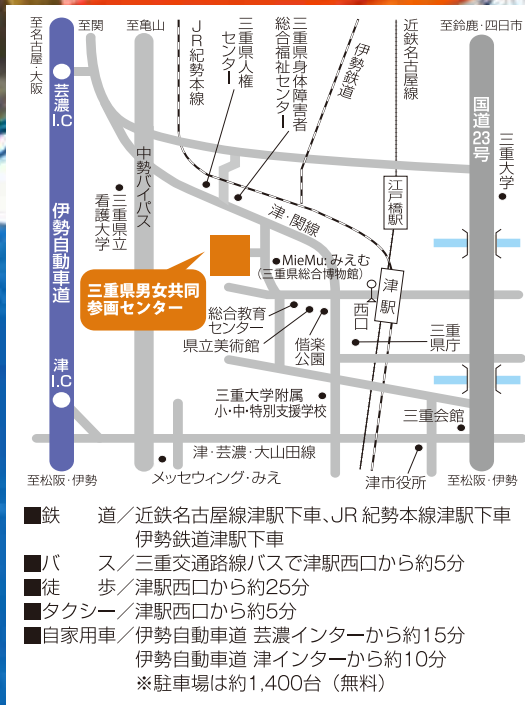 至名古屋・大阪
至関
至亀山
JR紀勢本線
三重県人権
センター
三重県身体障害者
総合福祉センター
伊勢鉄道
近鉄名古屋線
至鈴鹿・四日市
芸濃
I.C
国道23号
三重大学
中勢バイパス
三重県立
看護大学
江戸橋駅
伊勢自動車道
津・関線
MieMu:みえむ
(三重県総合博物館)
三重県男女共同
参画センター
津駅
西口
総合教育
センター
県立美術館
偕楽
公園
三重
県庁
津
I.C
三重大学附属
小・中・特別支援学校
三重会館
津・芸濃・大山田線
至松阪・伊勢
メッセウィング・みえ
津市役所
至松阪・伊勢
■鉄　　道／近鉄名古屋線津駅下車、JR 紀勢本線津駅下車
伊勢鉄道津駅下車
■バ　　ス／三重交通路線バスで津駅西口から約5分
■徒　　歩／津駅西口から約25分
■タクシー／津駅西口から約5分
■自家用車／伊勢自動車道 芸濃インターから約15分
伊勢自動車道 津インターから約10分
※駐車場は約1,400台（無料）